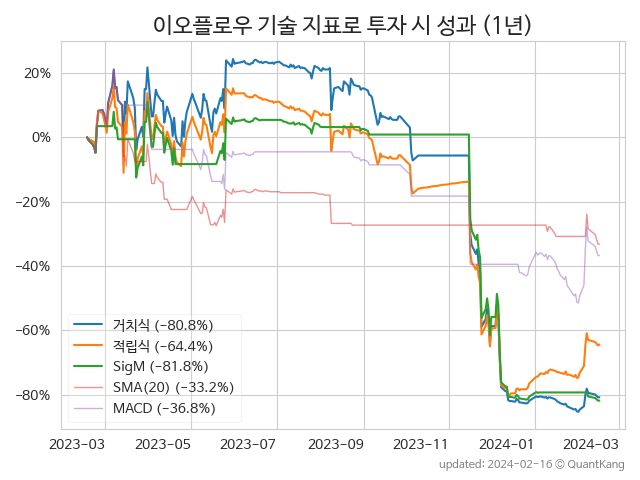 이오플로우 기술 지표로 투자 시 성과 (1년)
20%
0%
−20%
−40%
−60%
−80%
거치식 (−80.8%)
적립식 (−64.4%)
SigM (−81.8%)
SMA(20) (−33.2%)
MACD (−36.8%)
2023−03
2023−05
2023−07
2023−09
2023−11
2024−01
2024−03
updated: 2024−02−16 © QuantKang